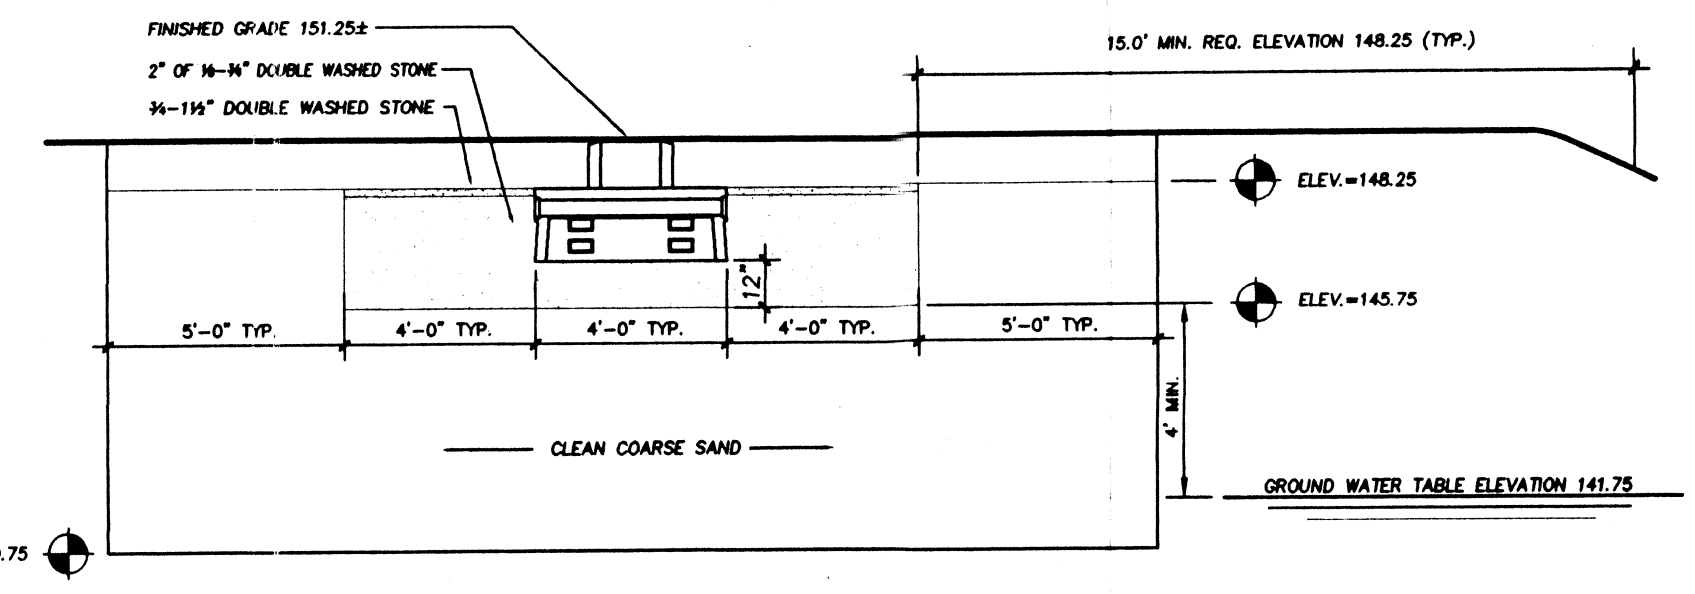 FINISHED GRADE 151.25±
15.0' MIN. REQ. ELEVATION 148.25 (TYP.)
2" OF ⅛-¾" DOUBLE WASHED STONE
¾-1½" DOUBLE WASHED STONE
ELEV.=148.25
12"
ELEV.=145.75
5'-0" TYP.
4'-0" TYP.
4'-0" TYP.
4'-0" TYP.
5'-0" TYP.
4' MIN.
CLEAN COARSE SAND
GROUND WATER TABLE ELEVATION 141.75
.75